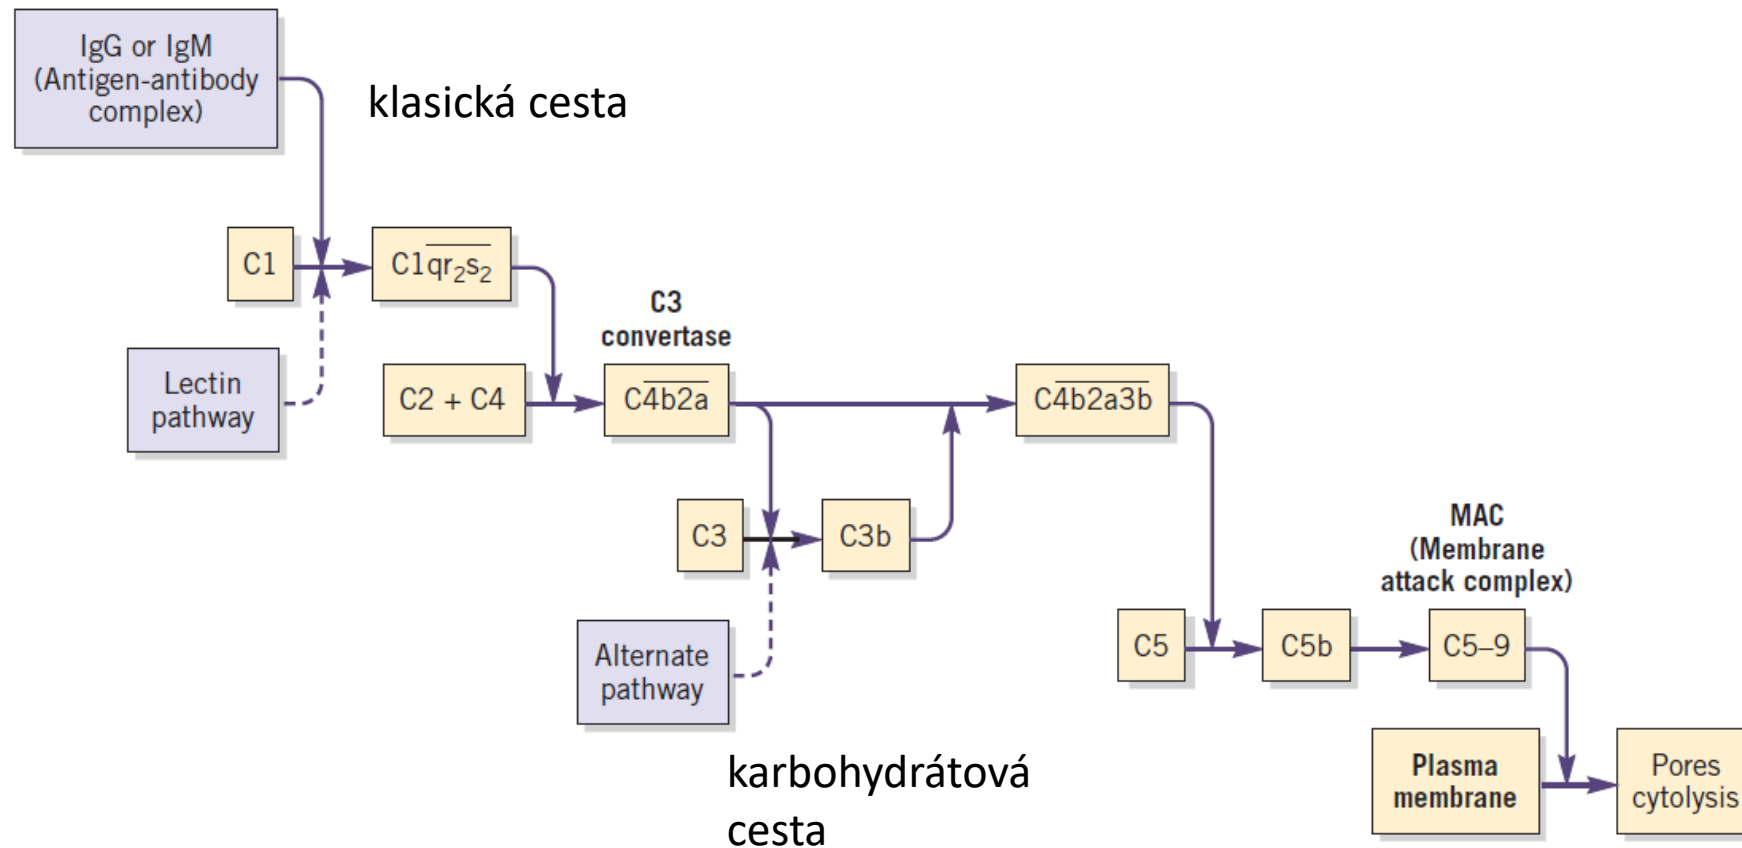 IgG or IgM
(Antigen-antibody
complex)
klasická cesta
C1
C1qr₂s₂
Lectin
pathway
C3
convertase
C2 + C4
C4b2a
C4b2a3b
C3
C3b
MAC
(Membrane
attack complex)
Alternate
pathway
C5
C5b
C5–9
karbohydrátová
cesta
Plasma
membrane
Pores
cytolysis